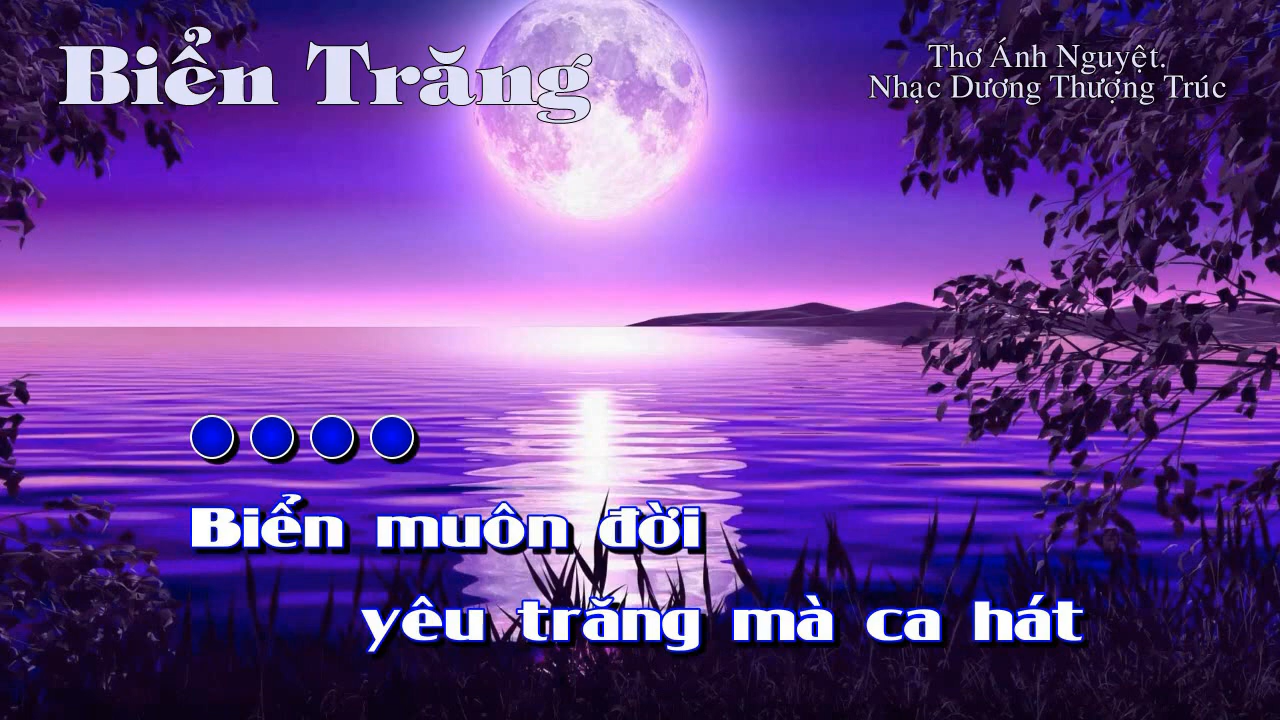 Biển Trăng
Thơ Ánh Nguyệt.
Nhạc Dương Thượng Trúc
Biển muôn đời
yêu trăng mà ca hát